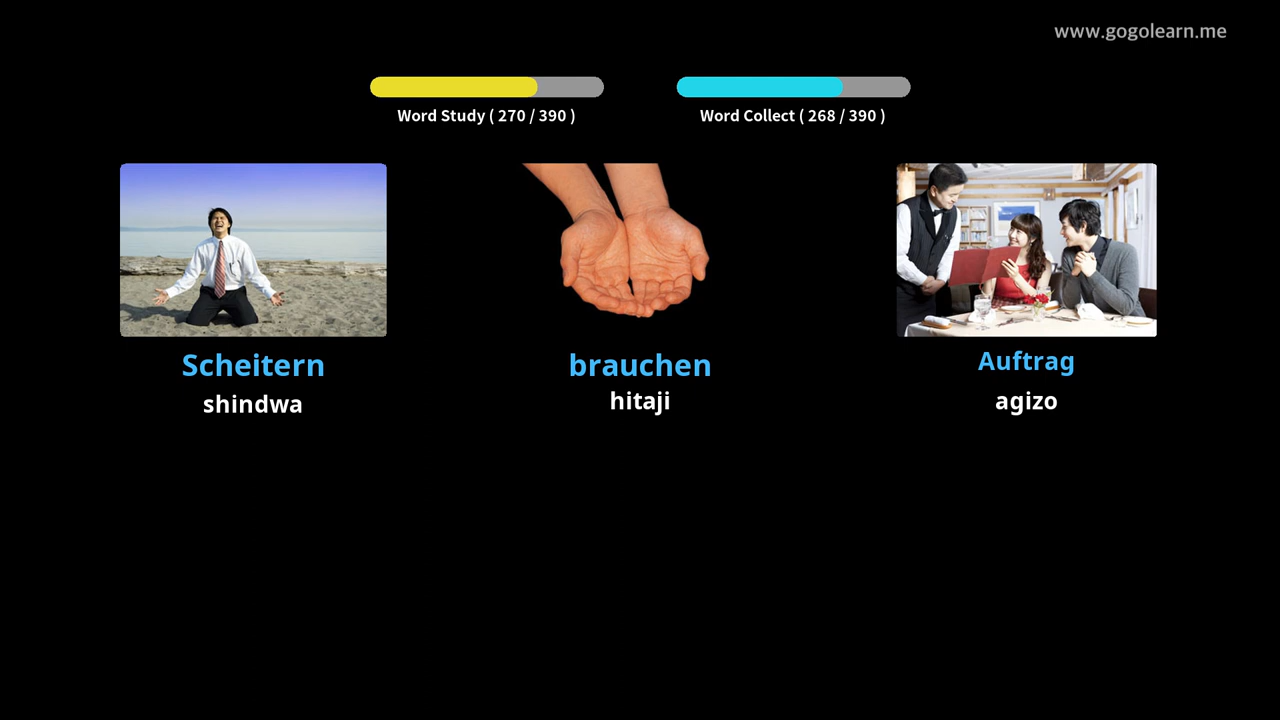 www.gogolearn.me
Word Study ( 270 / 390 )
Word Collect ( 268 / 390 )
Scheitern
shindwa
brauchen
hitaji
Auftrag
agizo